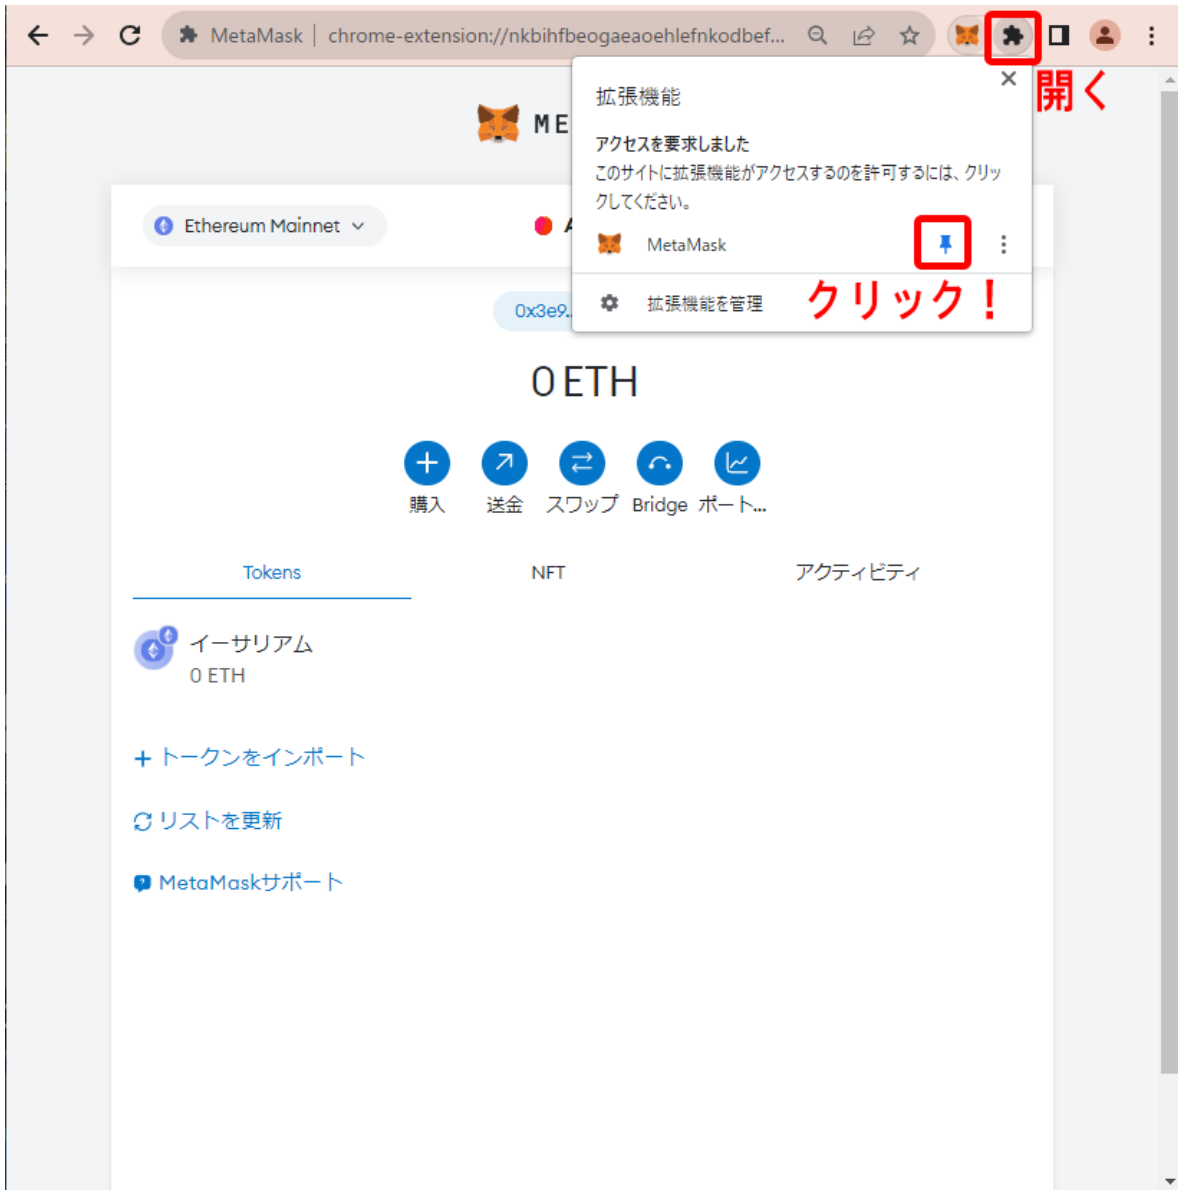 MetaMask | chrome-extension://nkbihfbeogaeaoehlefnkodbef...
開く
拡張機能
アクセスを要求しました
このサイトに拡張機能がアクセスするのを許可するには、クリッ
クしてください。
MetaMask
拡張機能を管理
クリック！
ME
Ethereum Mainnet
A
0x3e9..
0 ETH
購入
送金
スワップ
Bridge
ポート...
Tokens
NFT
アクティビティ
イーサリアム
0 ETH
+ トークンをインポート
リストを更新
MetaMaskサポート